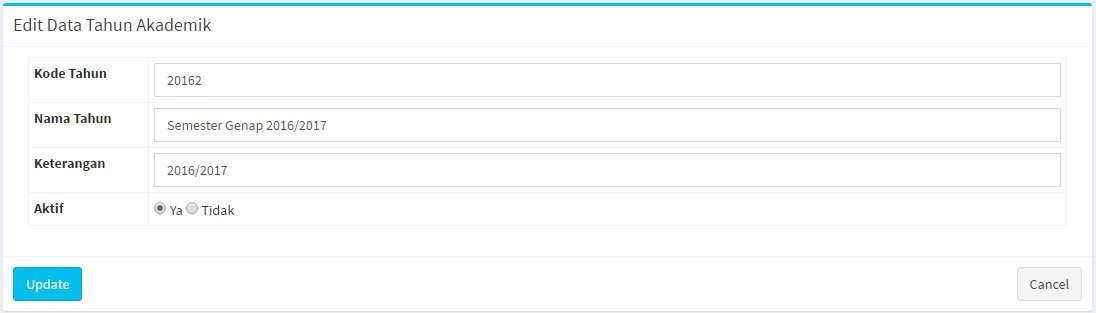 Edit Data Tahun Akademik
Kode Tahun 20162
Nama Tahun Semester Genap 2016/2017
Keterangan 2016/2017
Aktif Ya Tidak
Update Cancel